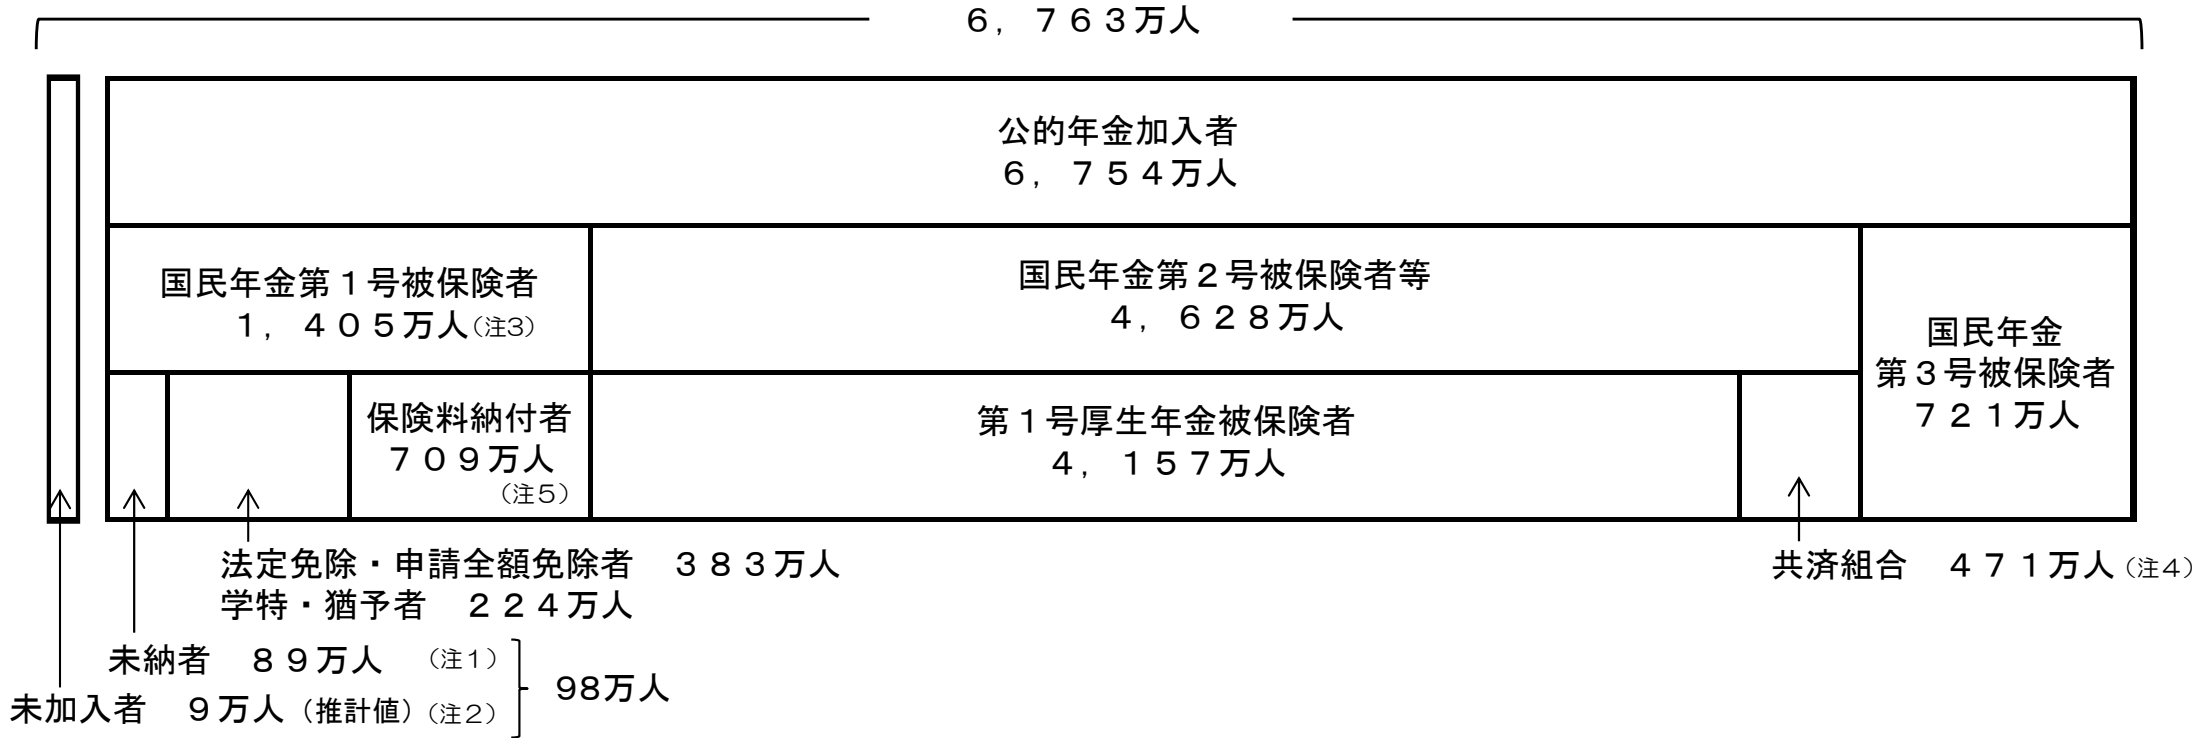 ６，７６３万人
公的年金加入者
６，７５４万人
国民年金第１号被保険者
１，４０５万人（注3）
国民年金第２号被保険者等
４，６２８万人
国民年金
第３号被保険者
７２１万人
保険料納付者
７０９万人
（注５）
第１号厚生年金被保険者
４，１５７万人
法定免除・申請全額免除者　３８３万人
学特・猶予者　２２４万人
共済組合　４７１万人（注４）
未納者　８９万人　（注１）
未加入者　９万人（推計値）（注２）
98万人